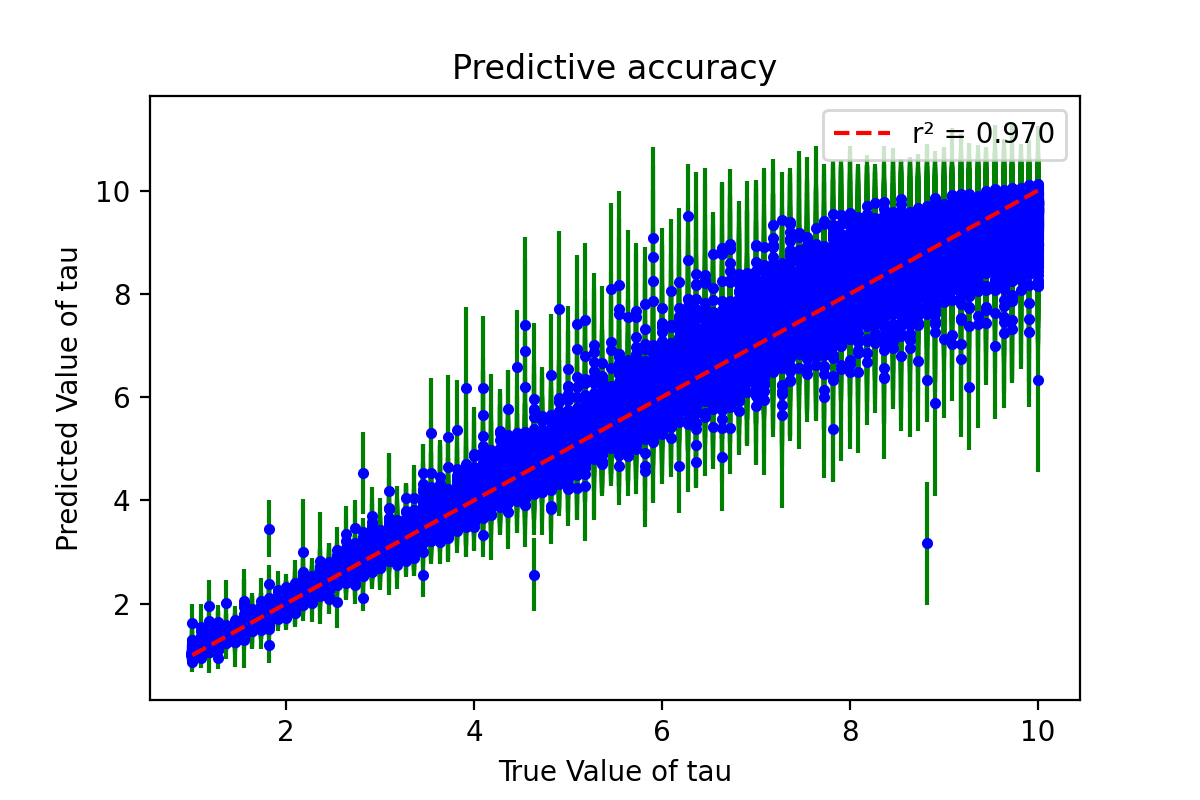 Predictive accuracy
r² = 0.970
Predicted Value of tau
10
8
6
4
2
2 4 6 8 10
True Value of tau